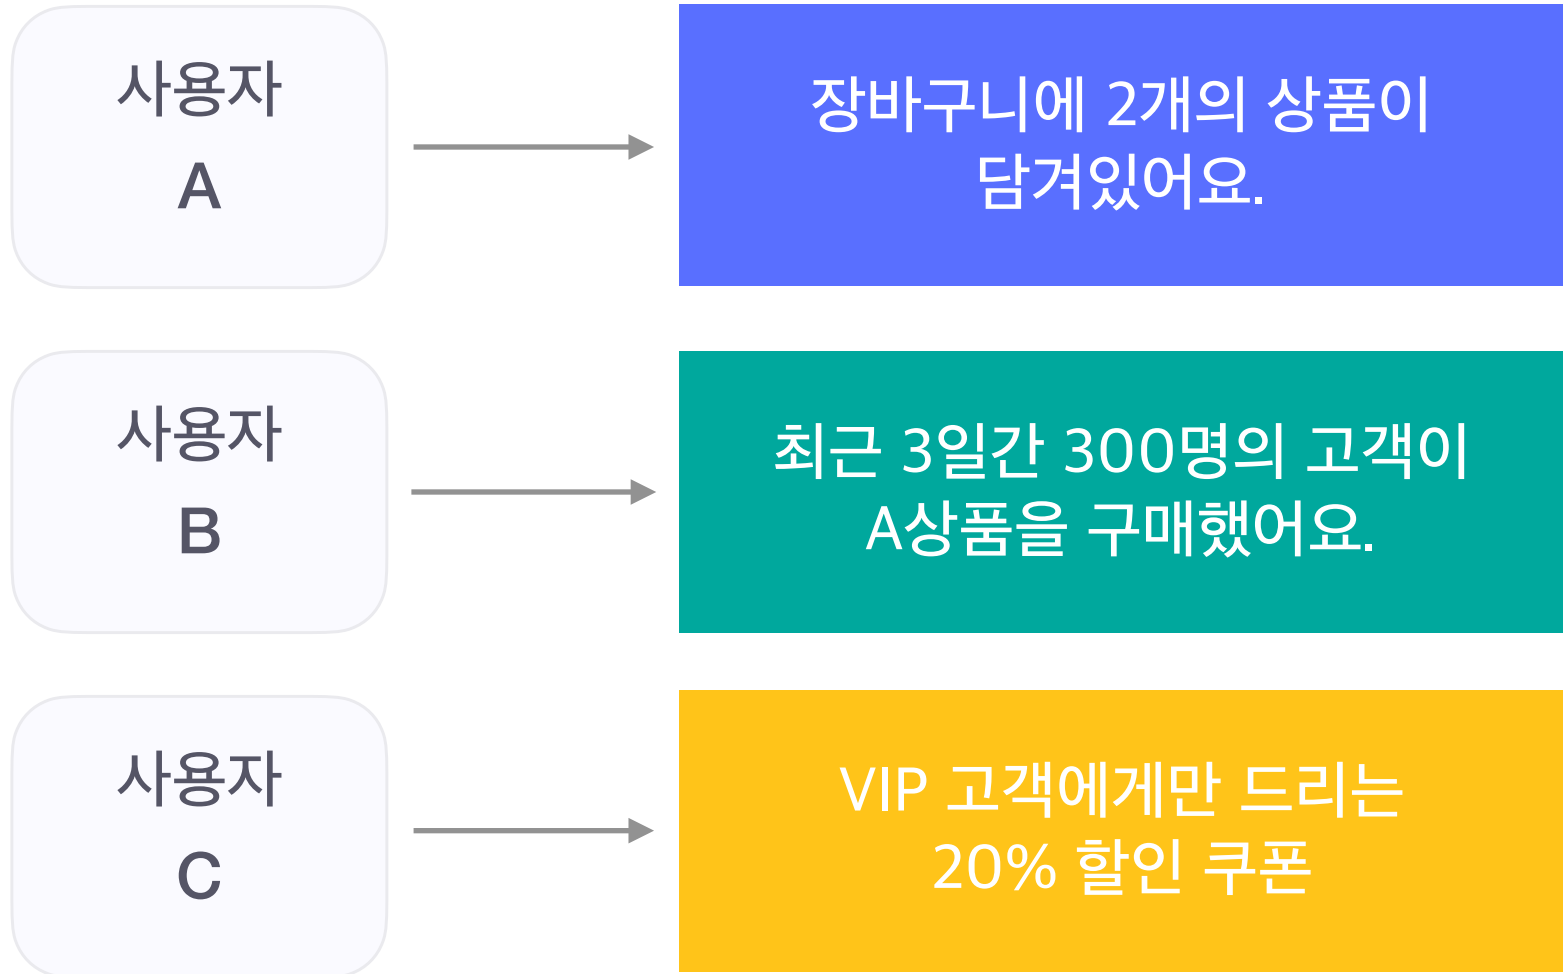 사용자
A
장바구니에 2개의 상품이
담겨있어요.
사용자
B
최근 3일간 300명의 고객이
A상품을 구매했어요.
사용자
C
VIP 고객에게만 드리는
20% 할인 쿠폰